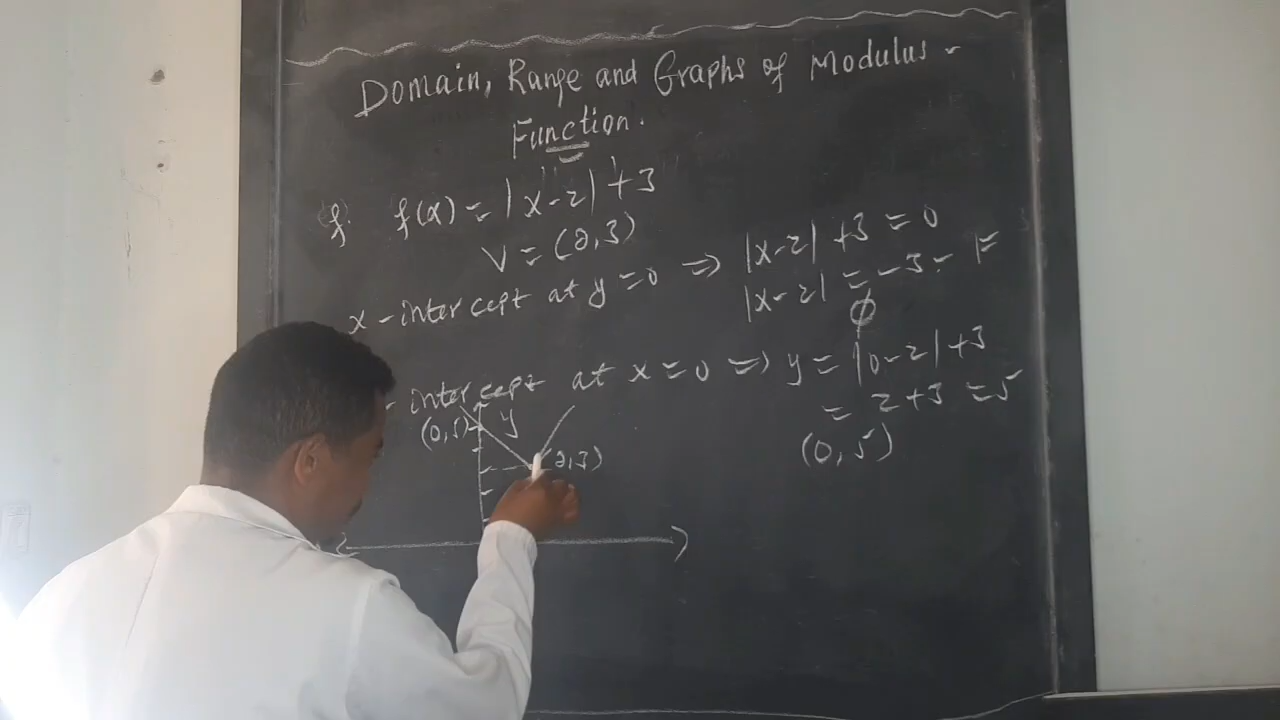 Domain, Range and Graphs of Modulus -
Function.
f. f(x) = |x-2| + 3
V = (2,3)
x - intercept at y = 0 => |x-2| + 3 = 0
|x-2| = -3 -
ϕ
- intercept at x = 0 => y = |0-2| + 3
= 2+3 = 5
(0, 5)
y
(0,5)
(2,3)